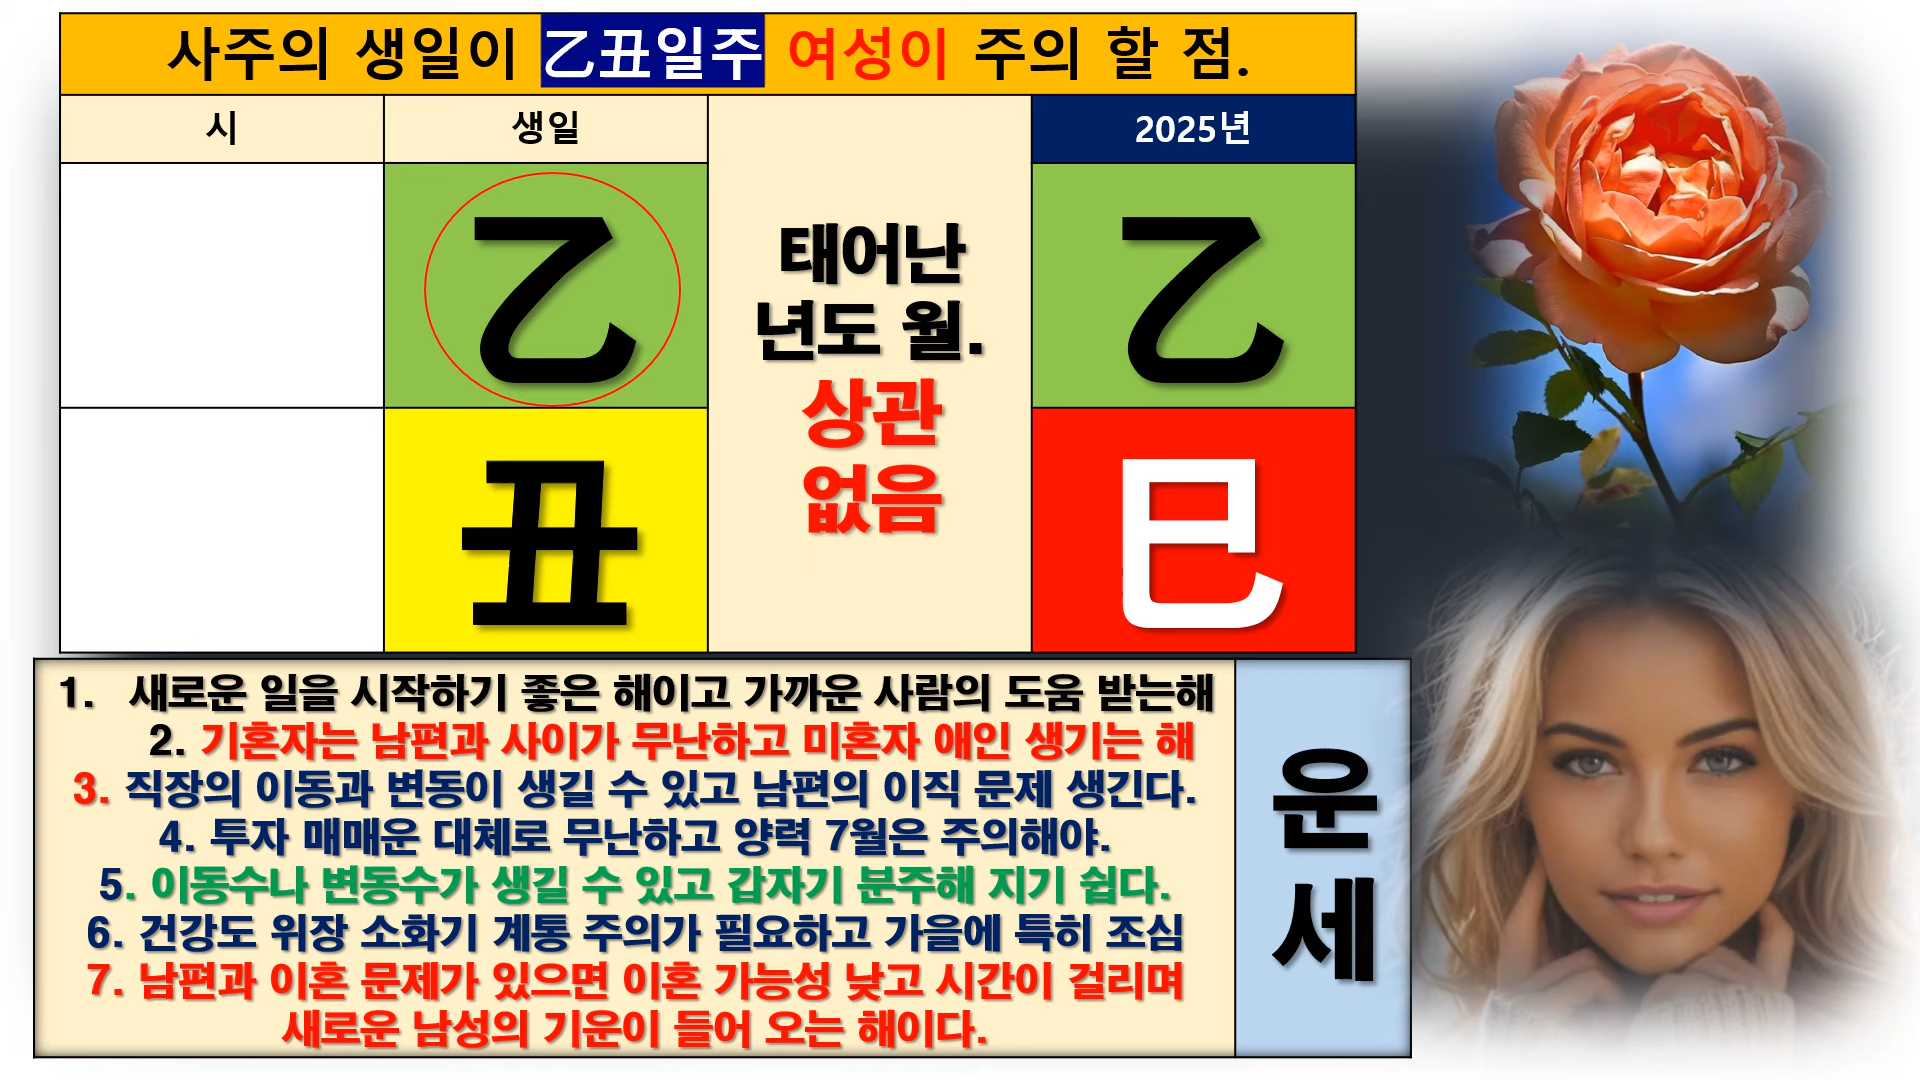 사주의 생일이 乙丑일주 여성이 주의 할 점.
시
생일
2025년
乙
丑
태어난
년도 월.
상관
없음
乙
巳
1. 새로운 일을 시작하기 좋은 해이고 가까운 사람의 도움 받는해
2. 기혼자는 남편과 사이가 무난하고 미혼자 애인 생기는 해
3. 직장의 이동과 변동이 생길 수 있고 남편의 이직 문제 생긴다.
4. 투자 매매운 대체로 무난하고 양력 7월은 주의해야.
5. 이동수나 변동수가 생길 수 있고 갑자기 분주해 지기 쉽다.
6. 건강도 위장 소화기 계통 주의가 필요하고 가을에 특히 조심
7. 남편과 이혼 문제가 있으면 이혼 가능성 낮고 시간이 걸리며
새로운 남성의 기운이 들어 오는 해이다.
운
세